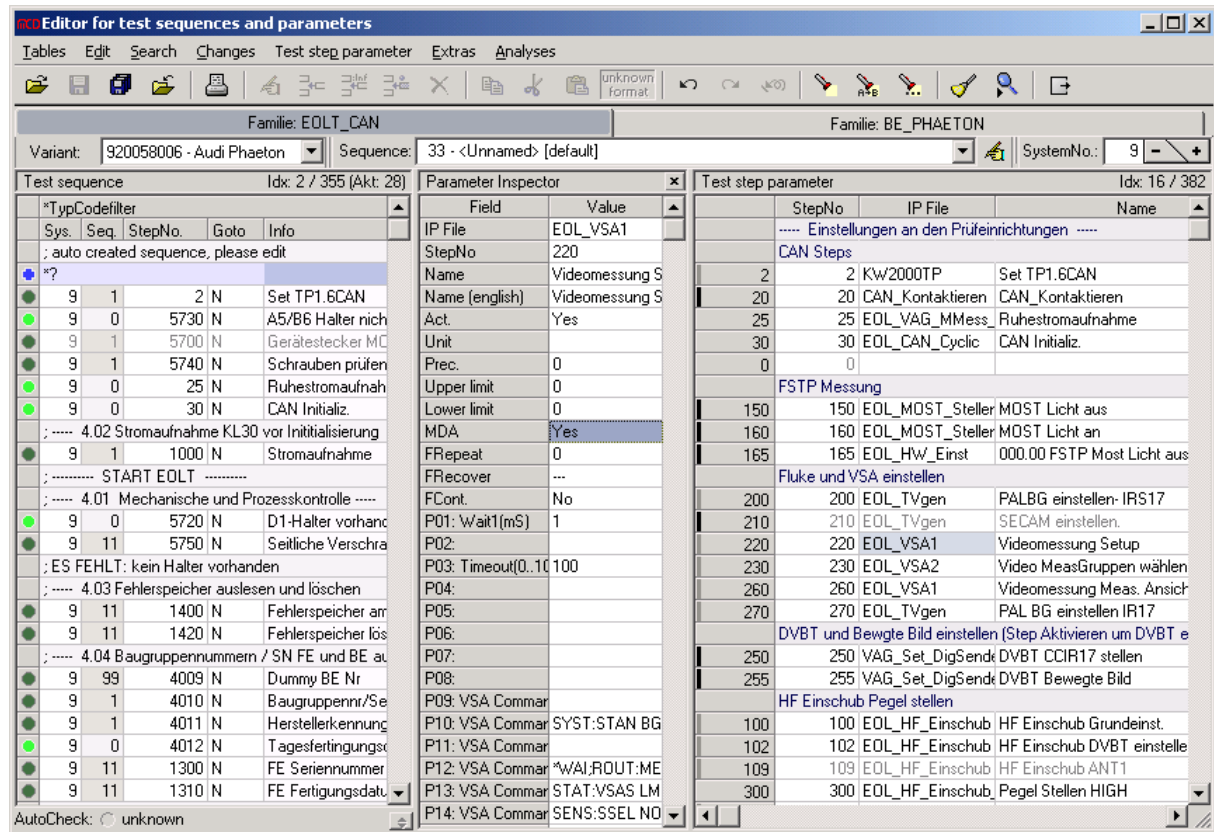 MCD Editor for test sequences and parameters
Tables Edit Search Changes Test step parameter Extras Analyses
unknown format
A+B
Familie: EOLT_CAN Familie: BE_PHAETON
Variant: 920058006 - Audi Phaeton Sequence: 33 - <Unnamed> [default] SystemNo.: 9 - +
Test sequence Idx: 2 / 355 (Akt: 28)
*TypCodefilter
Sys. Seq. StepNo. Goto Info
; auto created sequence, please edit
*?
9 1 2 N Set TP1.6CAN
9 0 5730 N A5/B6 Halter nich
9 1 5700 N Gerätestecker MC
9 1 5740 N Schrauben prüfen
9 0 25 N Ruhestromaufnah
9 0 30 N CAN Initializ.
; ----- 4.02 Stromaufnahme KL30 vor Inititialisierung
9 1 1000 N Stromaufnahme
; ---------- START EOLT ----------
; ----- 4.01 Mechanische und Prozesskontrolle -----
9 0 5720 N D1-Halter vorhand
9 11 5750 N Seitliche Verschra
; ES FEHLT: kein Halter vorhanden
; ----- 4.03 Fehlerspeicher auslesen und löschen
9 11 1400 N Fehlerspeicher am
9 11 1420 N Fehlerspeicher lös
; ----- 4.04 Baugruppennummern / SN FE und BE au
9 99 4009 N Dummy BE Nr
9 1 4010 N Baugruppennr/Se
9 1 4011 N Herstellerkennung
9 0 4012 N Tagesfertingungsc
9 11 1300 N FE Seriennummer
9 11 1310 N FE Fertigungsdatu
AutoCheck: unknown
Parameter Inspector x
Field Value
IP File EOL_VSA1
StepNo 220
Name Videomessung S
Name (english) Videomessung S
Act. Yes
Unit
Prec. 0
Upper limit 0
Lower limit 0
MDA Yes
FRepeat 0
FRecover ---
FCont. No
P01: Wait1(mS) 1
P02:
P03: Timeout(0..10 100
P04:
P05:
P06:
P07:
P08:
P09: VSA Commar
P10: VSA Commar SYST:STAN BG
P11: VSA Commar
P12: VSA Commar *WAI;ROUT:ME
P13: VSA Commar STAT:VSAS LM
P14: VSA Commar SENS:SSEL NO
Test step parameter Idx: 16 / 382
StepNo IP File Name
----- Einstellungen an den Prüfeinrichtungen -----
CAN Steps
2 2 KW2000TP Set TP1.6CAN
20 20 CAN_Kontaktieren CAN_Kontaktieren
25 25 EOL_VAG_MMess_ Ruhestromaufnahme
30 30 EOL_CAN_Cyclic CAN Initializ.
0 0
FSTP Messung
150 150 EOL_MOST_Steller MOST Licht aus
160 160 EOL_MOST_Steller MOST Licht an
165 165 EOL_HW_Einst 000.00 FSTP Most Licht aus
Fluke und VSA einstellen
200 200 EOL_TVgen PALBG einstellen- IRS17
210 210 EOL_TVgen SECAM einstellen.
220 220 EOL_VSA1 Videomessung Setup
230 230 EOL_VSA2 Video MeasGruppen wählen
260 260 EOL_VSA1 Videomessung Meas. Ansich
270 270 EOL_TVgen PAL BG einstellen IR17
DVBT und Bewgte Bild einstellen (Step Aktivieren um DVBT e
250 250 VAG_Set_DigSende DVBT CCIR17 stellen
255 255 VAG_Set_DigSende DVBT Bewegte Bild
HF Einschub Pegel stellen
100 100 EOL_HF_Einschub HF Einschub Grundeinst.
102 102 EOL_HF_Einschub HF Einschub DVBT einstelle
109 109 EOL_HF_Einschub HF Einschub ANT1
300 300 EOL_HF_Einschub_ Pegel Stellen HIGH